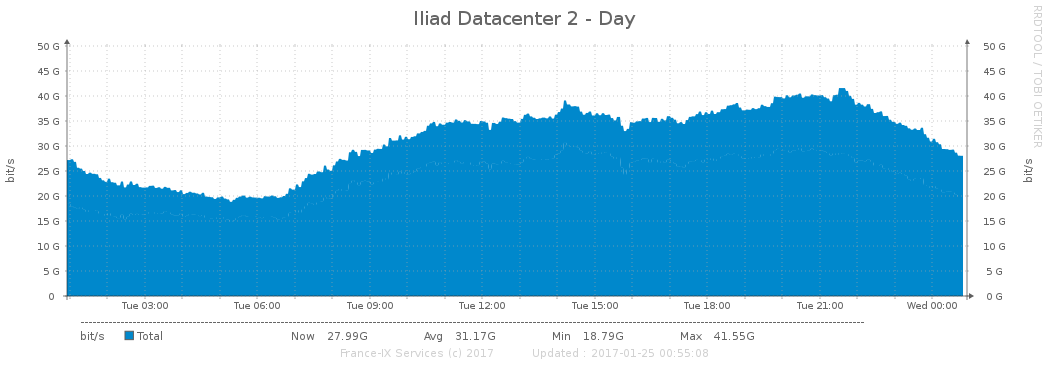 Iliad Datacenter 2 - Day
RRDTOOL / TOBI OETIKER
50 G 50 G
45 G 45 G
40 G 40 G
35 G 35 G
30 G 30 G
25 G 25 G
20 G 20 G
15 G 15 G
10 G 10 G
5 G 5 G
0 0 G
bit/s bit/s
Tue 03:00 Tue 06:00 Tue 09:00 Tue 12:00 Tue 15:00 Tue 18:00 Tue 21:00 Wed 00:00
bit/s Total Now 27.99G Avg 31.17G Min 18.79G Max 41.55G
France-IX Services (c) 2017 Updated : 2017-01-25 00:55:08